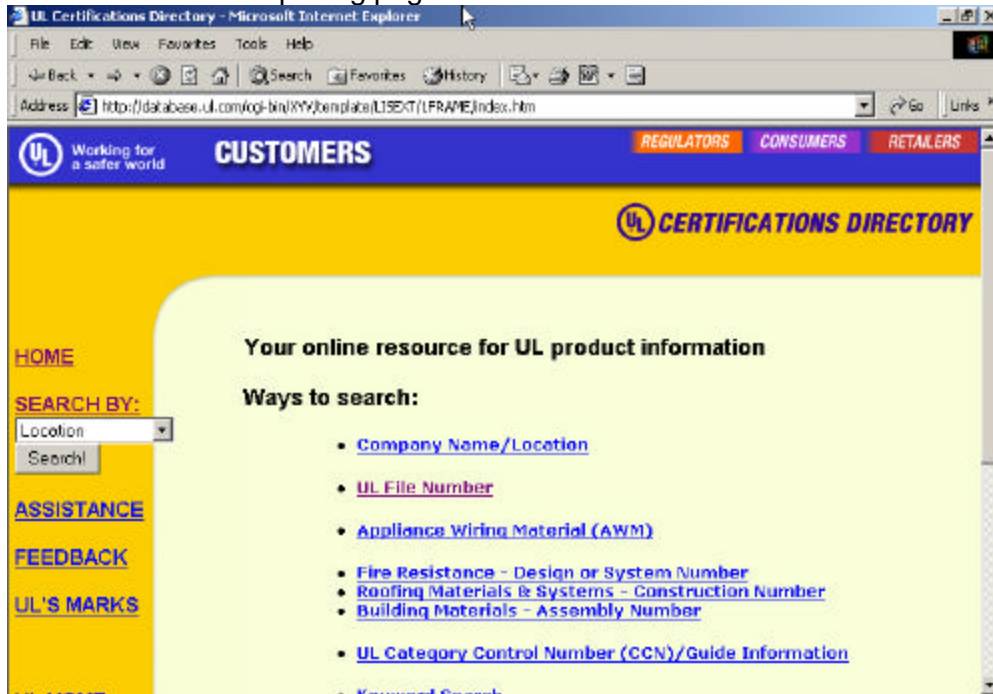 UL Certifications Directory - Microsoft Internet Explorer
File Edit View Favorites Tools Help
Back Search Favorites History
Address http://database.ul.com/cgi-bin/XYV/template/LISEXT/1FRAME/index.htm Go Links
UL Working for a safer world CUSTOMERS REGULATORS CONSUMERS RETAILERS
UL CERTIFICATIONS DIRECTORY
Your online resource for UL product information
HOME
Ways to search:
SEARCH BY:
Location
Search!
Company Name/Location
UL File Number
ASSISTANCE
Appliance Wiring Material (AWM)
FEEDBACK
Fire Resistance - Design or System Number
Roofing Materials & Systems - Construction Number
UL'S MARKS
Building Materials - Assembly Number
UL Category Control Number (CCN)/Guide Information
Keyword Search